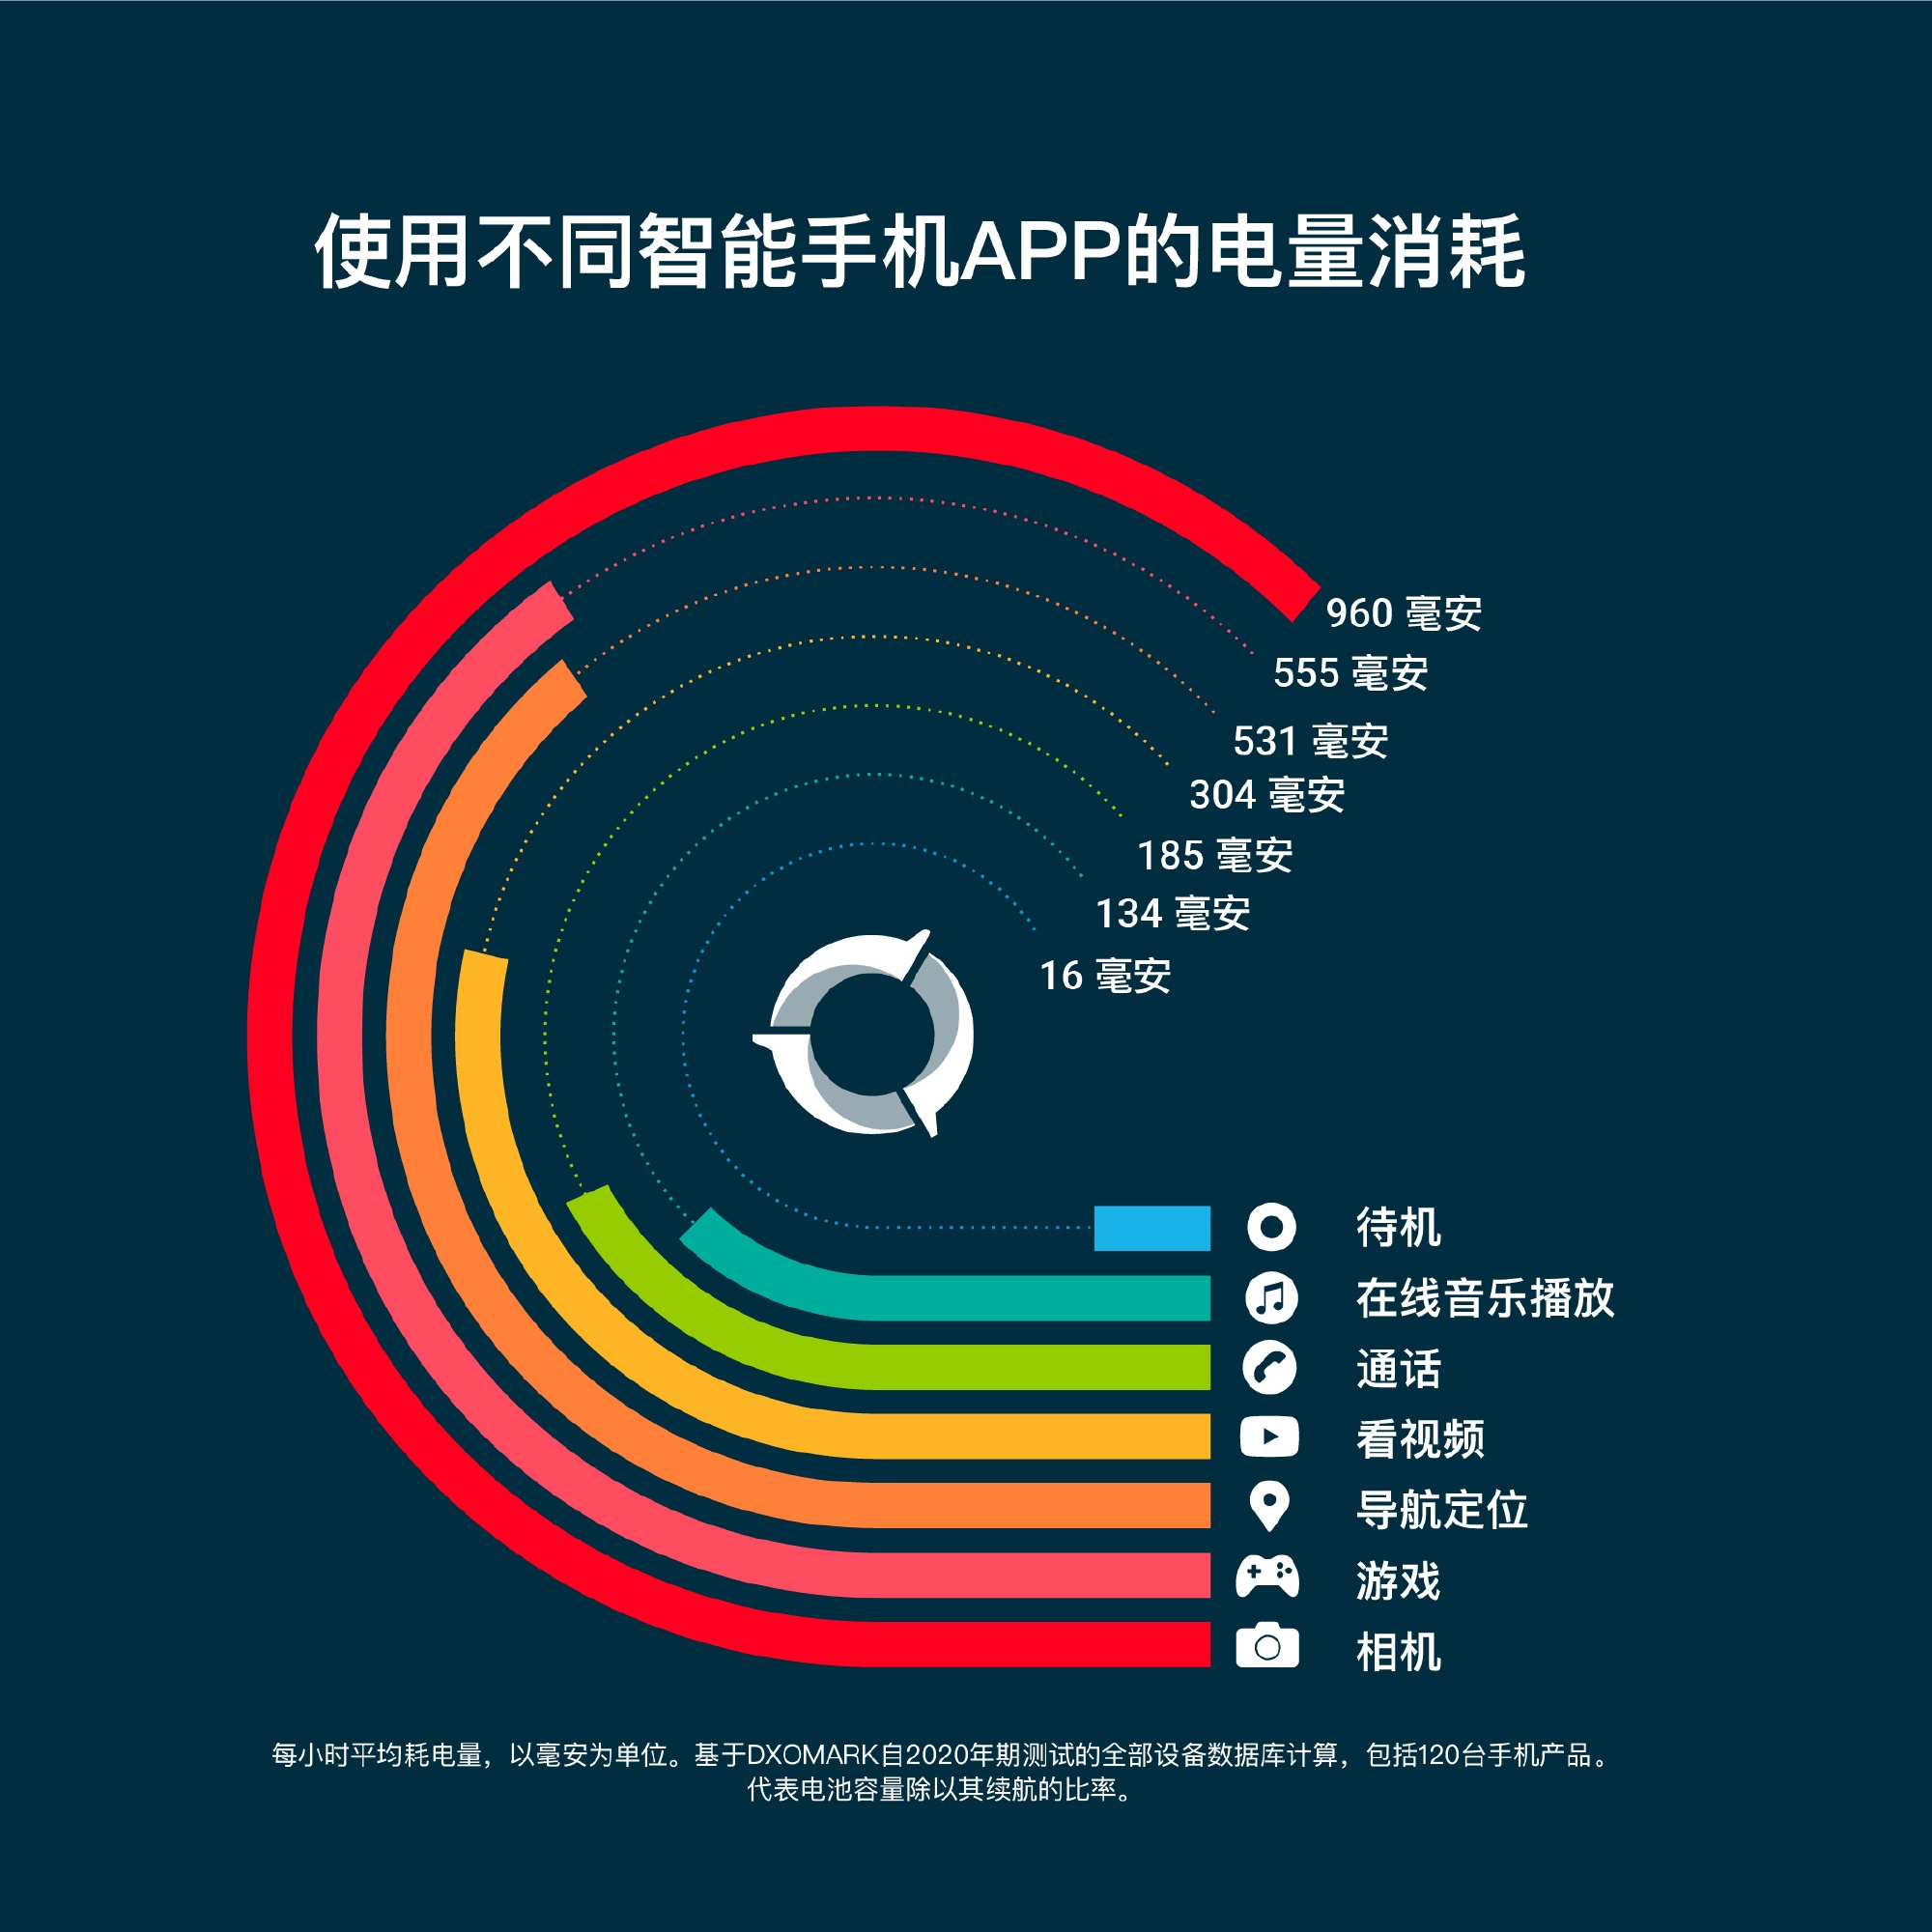 使用不同智能手机APP的电量消耗
960 毫安
555 毫安
531 毫安
304 毫安
185 毫安
134 毫安
16 毫安
待机
在线音乐播放
通话
看视频
导航定位
游戏
相机
每小时平均耗电量，以毫安为单位。基于DXOMARK自2020年期测试的全部设备数据库计算，包括120台手机产品。
代表电池容量除以其续航的比率。